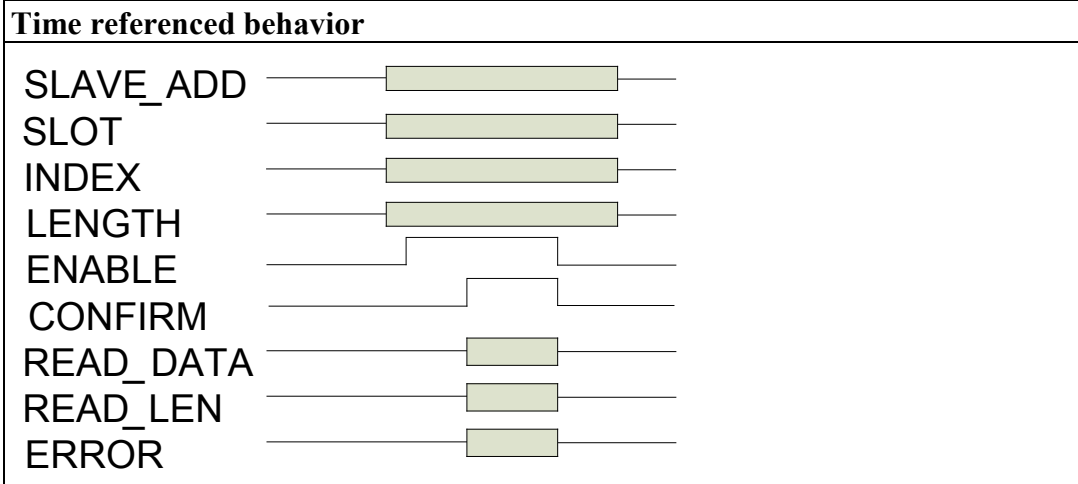 Time referenced behavior
SLAVE_ADD
SLOT
INDEX
LENGTH
ENABLE
CONFIRM
READ_DATA
READ_LEN
ERROR